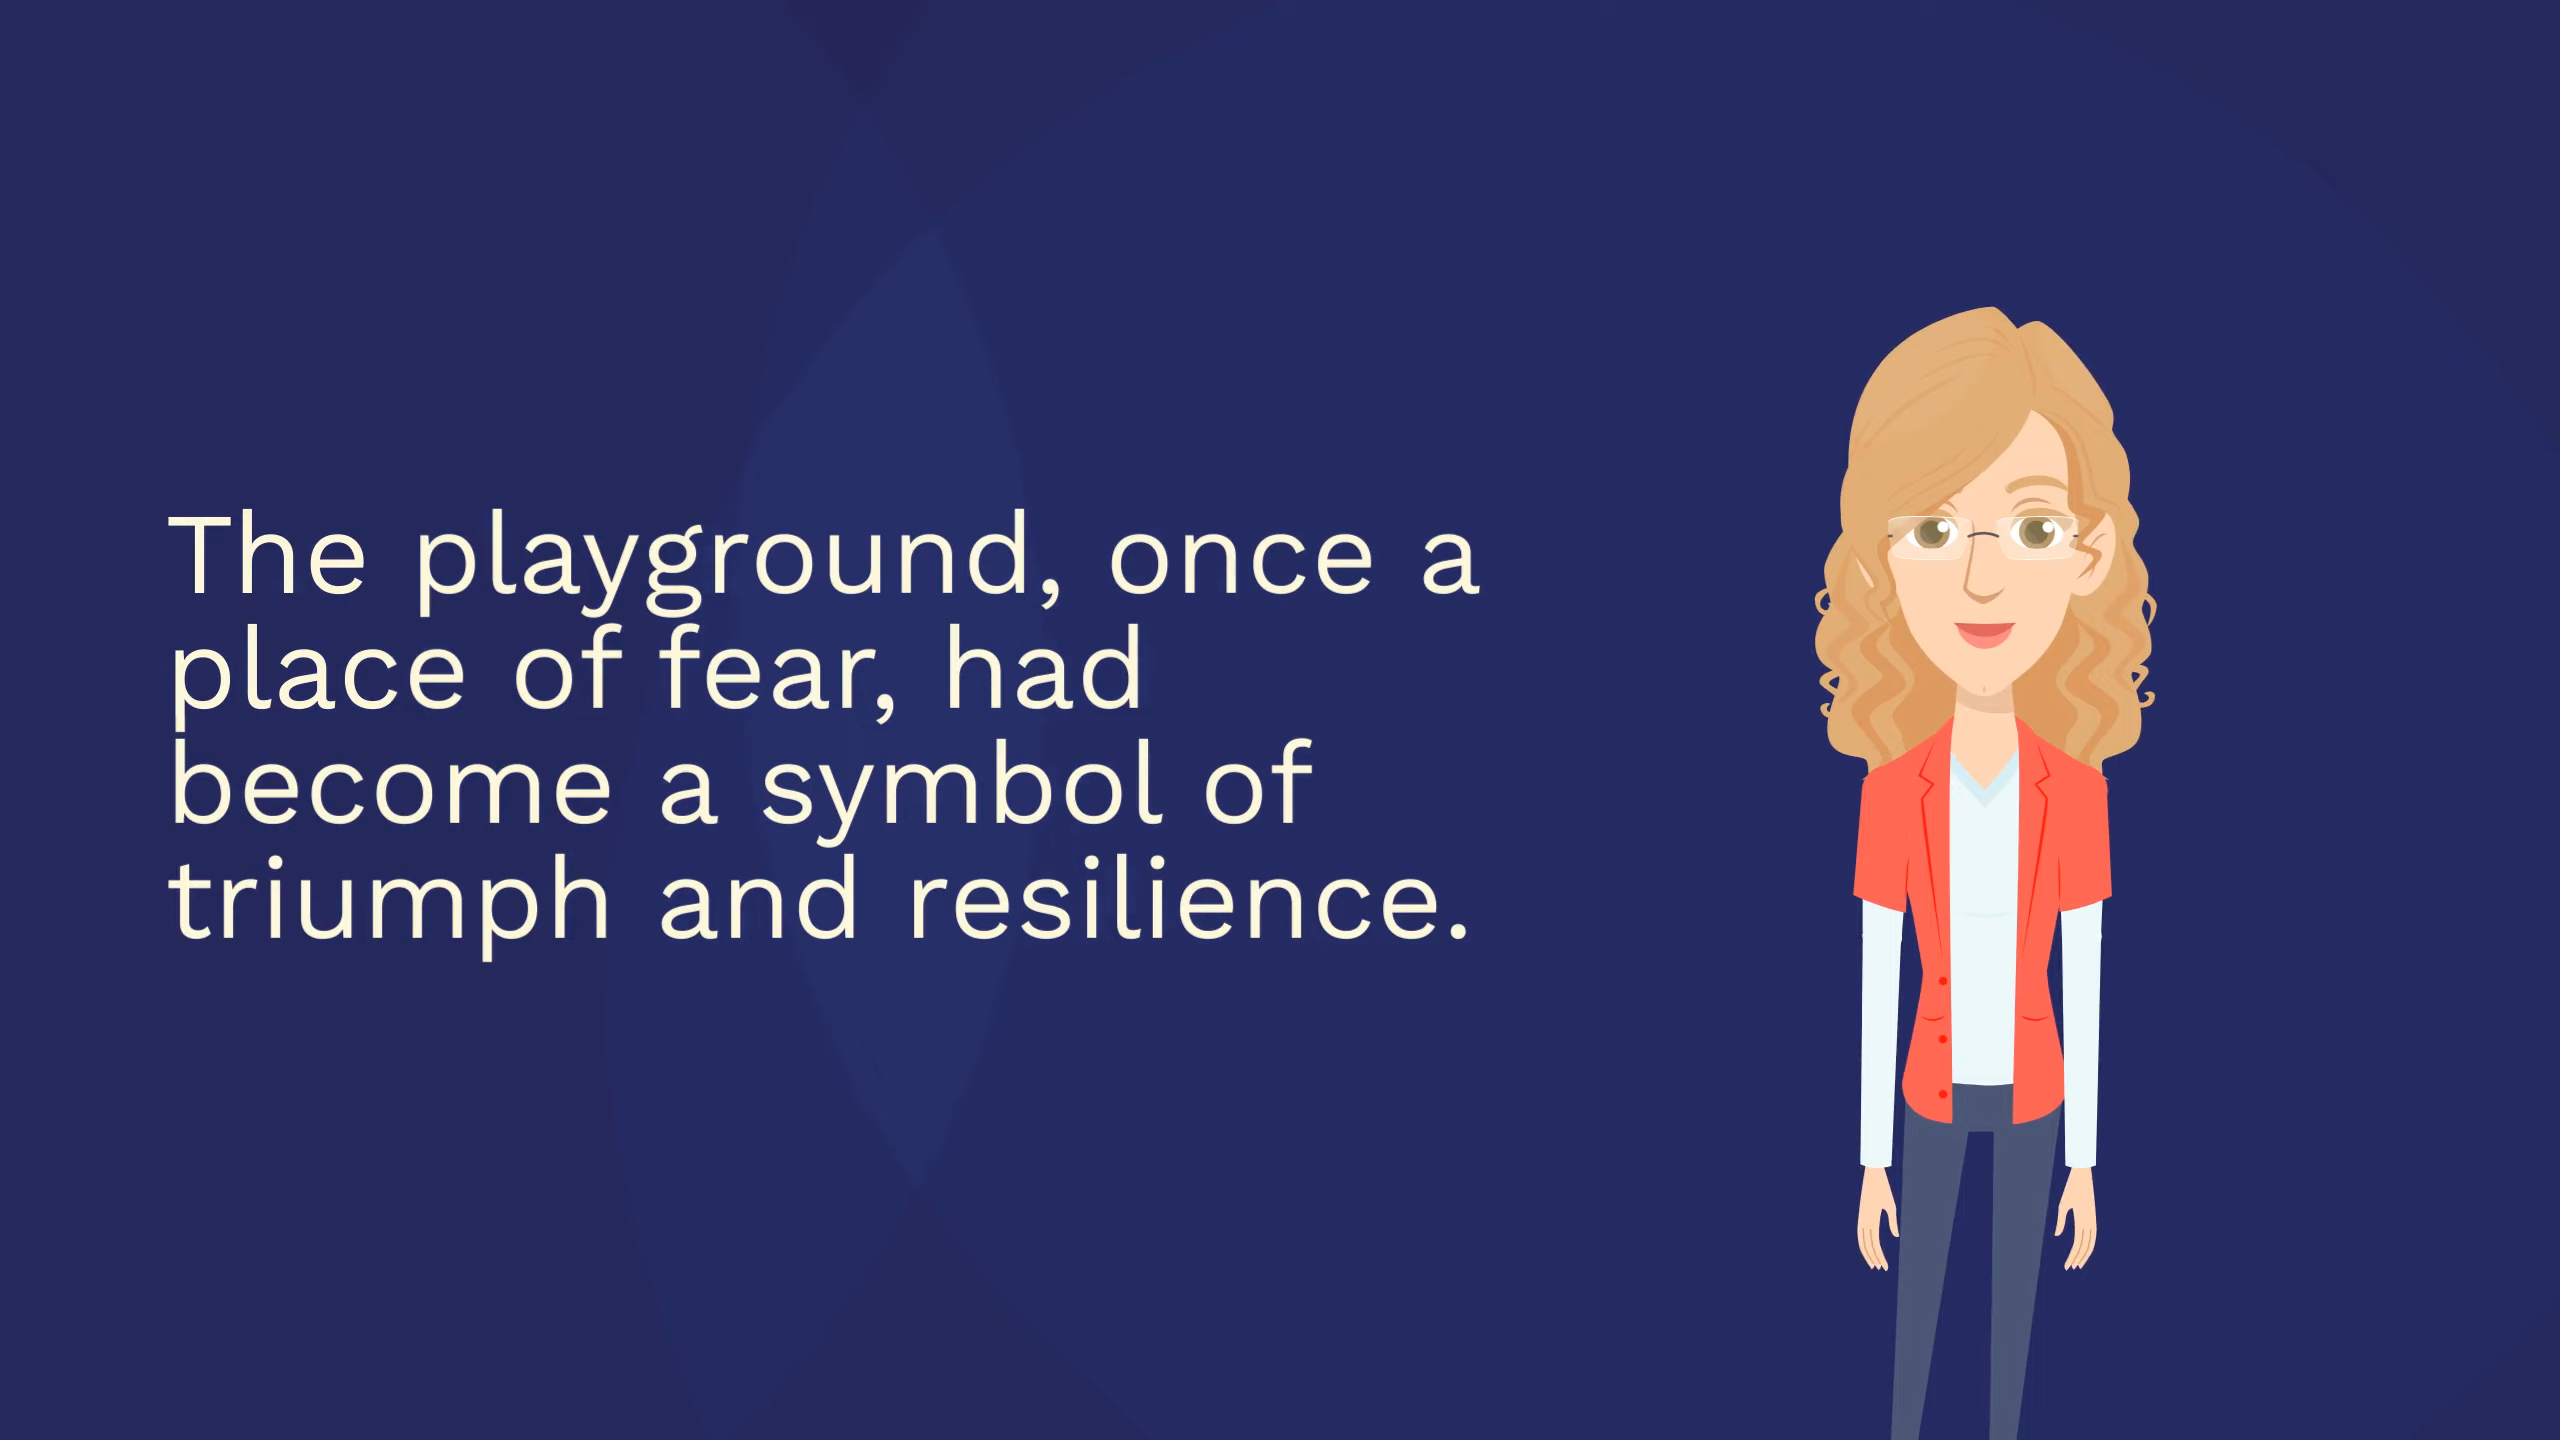 The playground, once a
place of fear, had
become a symbol of
triumph and resilience.